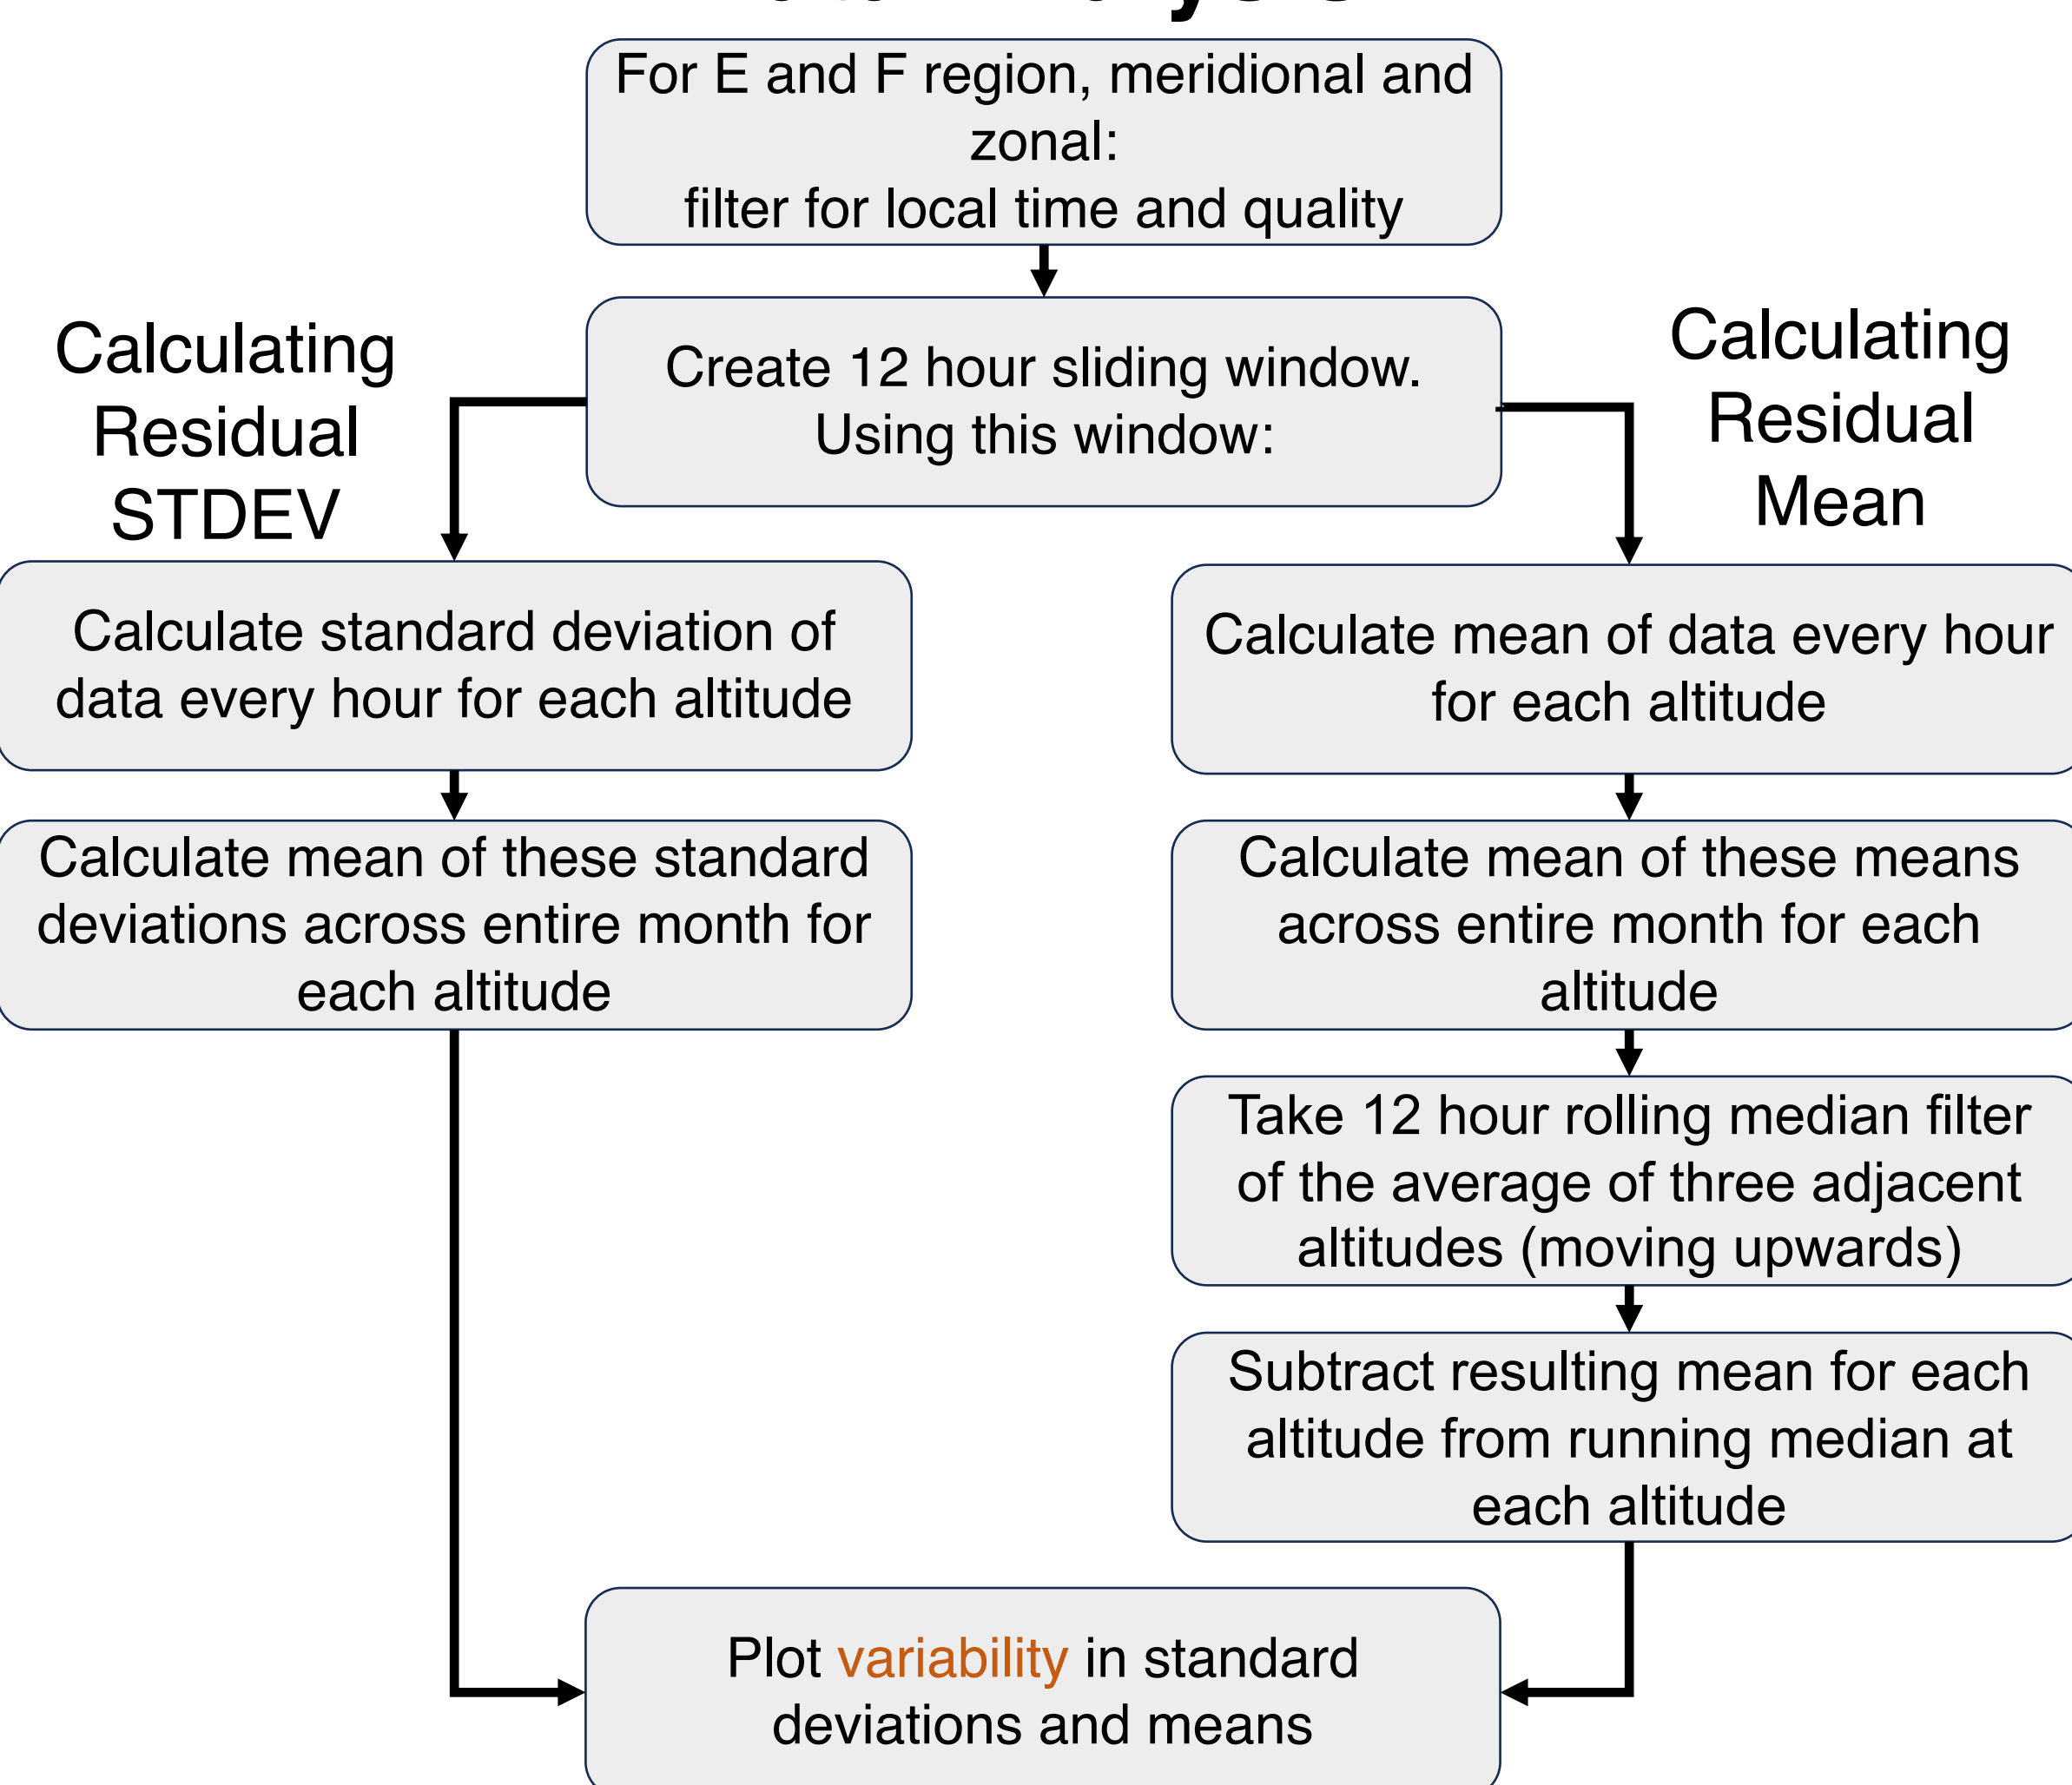 For E and F region, meridional and
zonal:
filter for local time and quality
Create 12 hour sliding window.
Using this window:
Calculating
Residual
STDEV
Calculating
Residual
Mean
Calculate standard deviation of
data every hour for each altitude
Calculate mean of data every hour
for each altitude
Calculate mean of these standard
deviations across entire month for
each altitude
Calculate mean of these means
across entire month for each
altitude
Take 12 hour rolling median filter
of the average of three adjacent
altitudes (moving upwards)
Subtract resulting mean for each
altitude from running median at
each altitude
Plot variability in standard
deviations and means